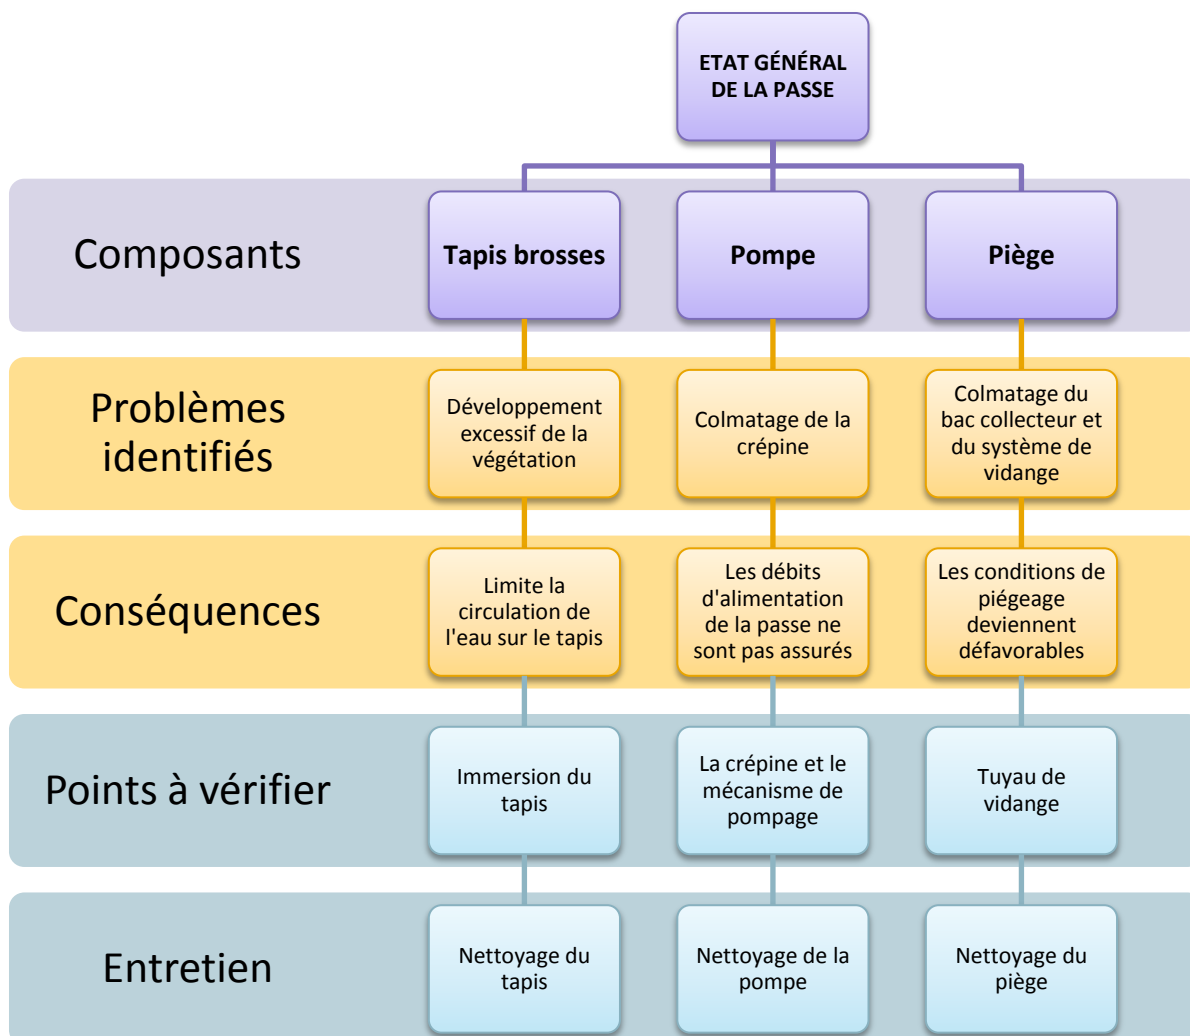 ETAT GÉNÉRAL
DE LA PASSE
Composants
Tapis brosses
Pompe
Piège
Problèmes
identifiés
Développement
excessif de la
végétation
Colmatage de la
crépine
Colmatage du
bac collecteur et
du système de
vidange
Conséquences
Limite la
circulation de
l'eau sur le tapis
Les débits
d'alimentation
de la passe ne
sont pas assurés
Les conditions de
piégeage
deviennent
défavorables
Points à vérifier
Immersion du
tapis
La crépine et le
mécanisme de
pompage
Tuyau de
vidange
Entretien
Nettoyage du
tapis
Nettoyage de la
pompe
Nettoyage du
piège